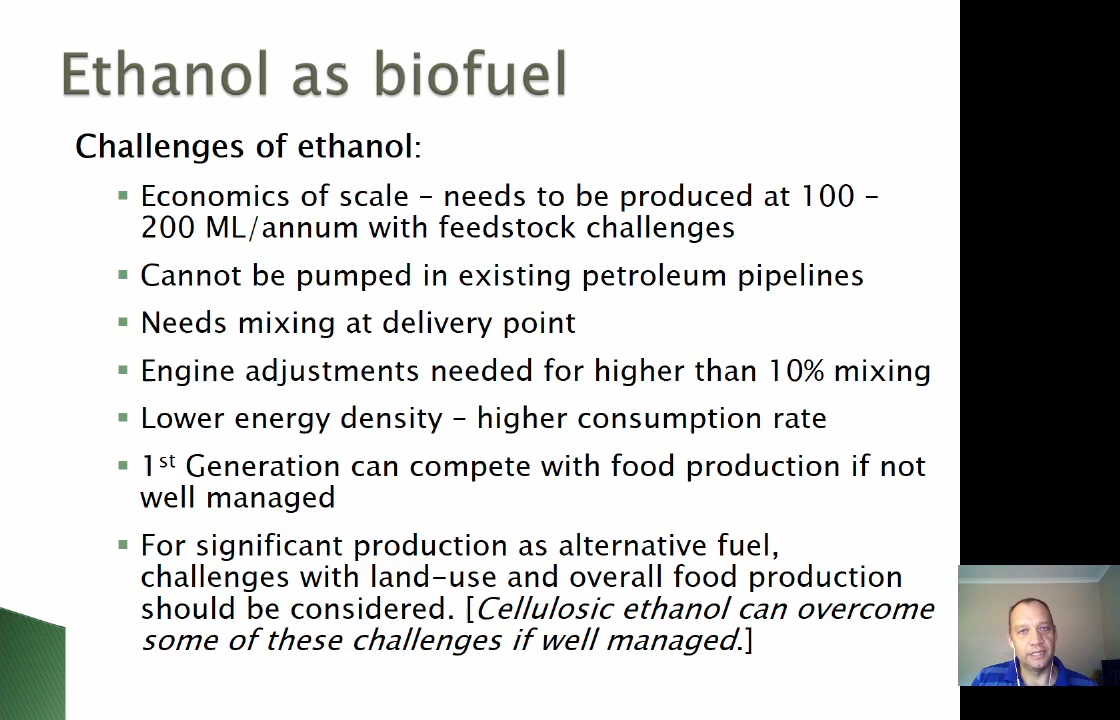 Ethanol as biofuel
Challenges of ethanol:
▪ Economics of scale – needs to be produced at 100 –
200 ML/annum with feedstock challenges
▪ Cannot be pumped in existing petroleum pipelines
▪ Needs mixing at delivery point
▪ Engine adjustments needed for higher than 10% mixing
▪ Lower energy density – higher consumption rate
▪ 1st Generation can compete with food production if not
well managed
▪ For significant production as alternative fuel,
challenges with land-use and overall food production
should be considered. [Cellulosic ethanol can overcome
some of these challenges if well managed.]